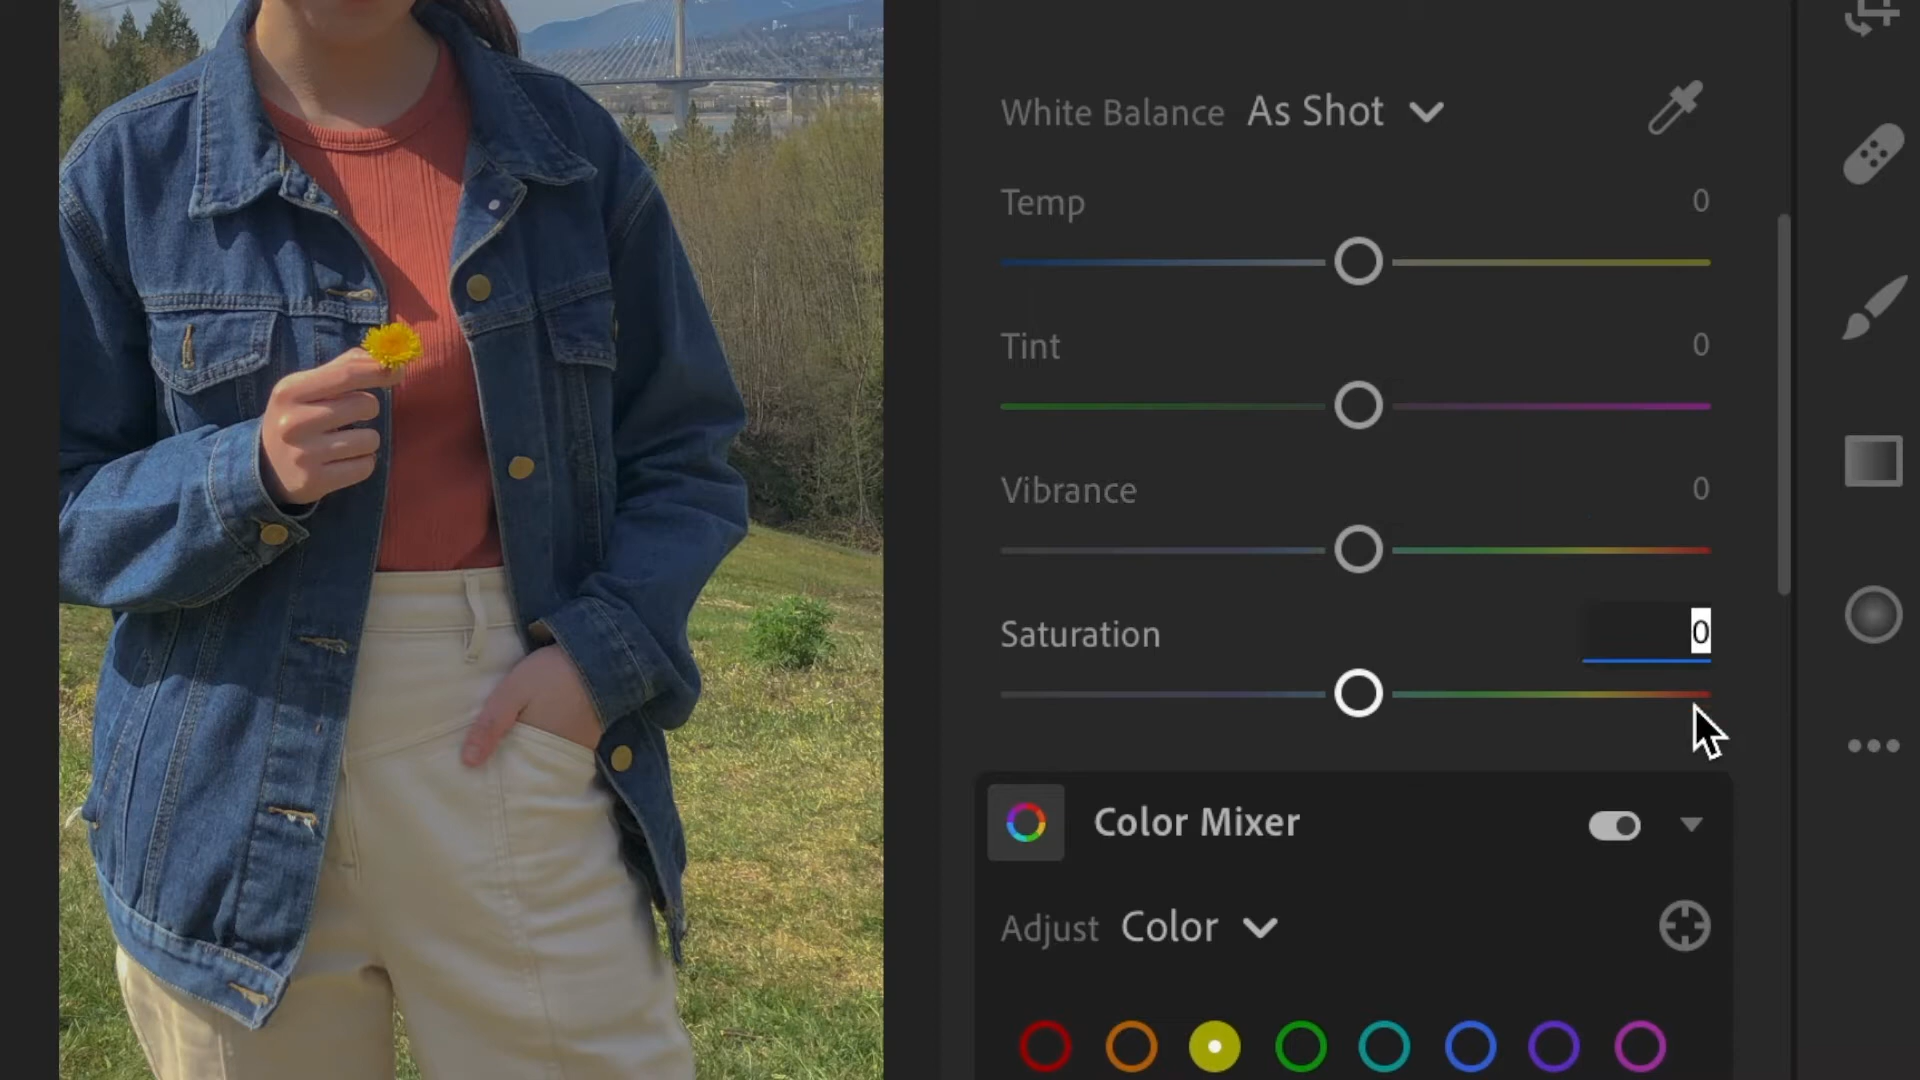 White Balance As Shot
Temp 0
Tint 0
Vibrance 0
Saturation 0
Color Mixer
Adjust Color